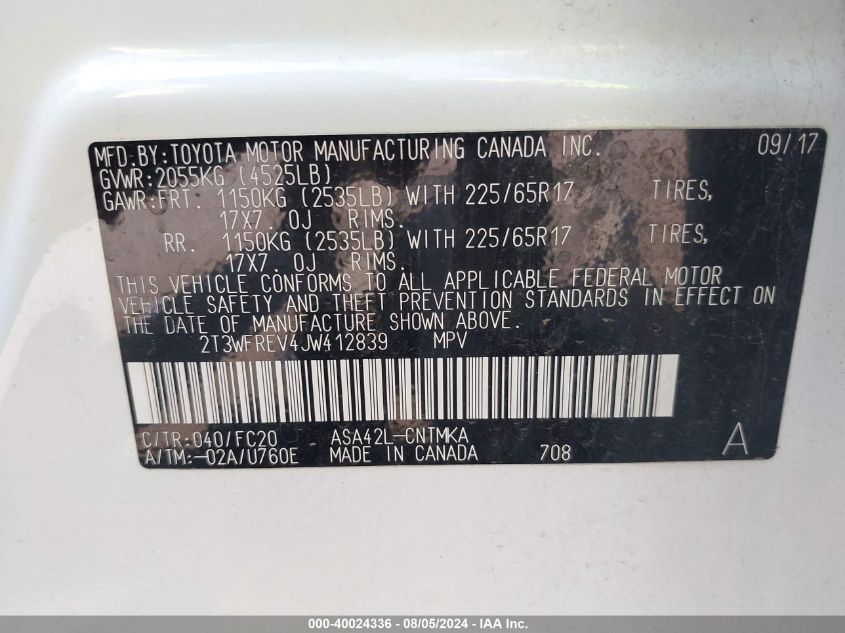 MFD.BY:TOYOTA MOTOR MANUFACTURING CANADA INC. 09/17
GVWR:2055KG (4525LB)
GAWR:FRT. 1150KG (2535LB) WITH 225/65R17 TIRES,
17X7.0J RIMS.
RR. 1150KG (2535LB) WITH 225/65R17 TIRES,
17X7.0J RIMS.
THIS VEHICLE CONFORMS TO ALL APPLICABLE FEDERAL MOTOR
VEHICLE SAFETY AND THEFT PREVENTION STANDARDS IN EFFECT ON
THE DATE OF MANUFACTURE SHOWN ABOVE.
2T3WFREV4JW412839 MPV
C/TR:040/FC20 ASA42L-CNTMKA A
A/TM:-02A/U760E MADE IN CANADA 708
000-40024336 - 08/05/2024 - IAA Inc.